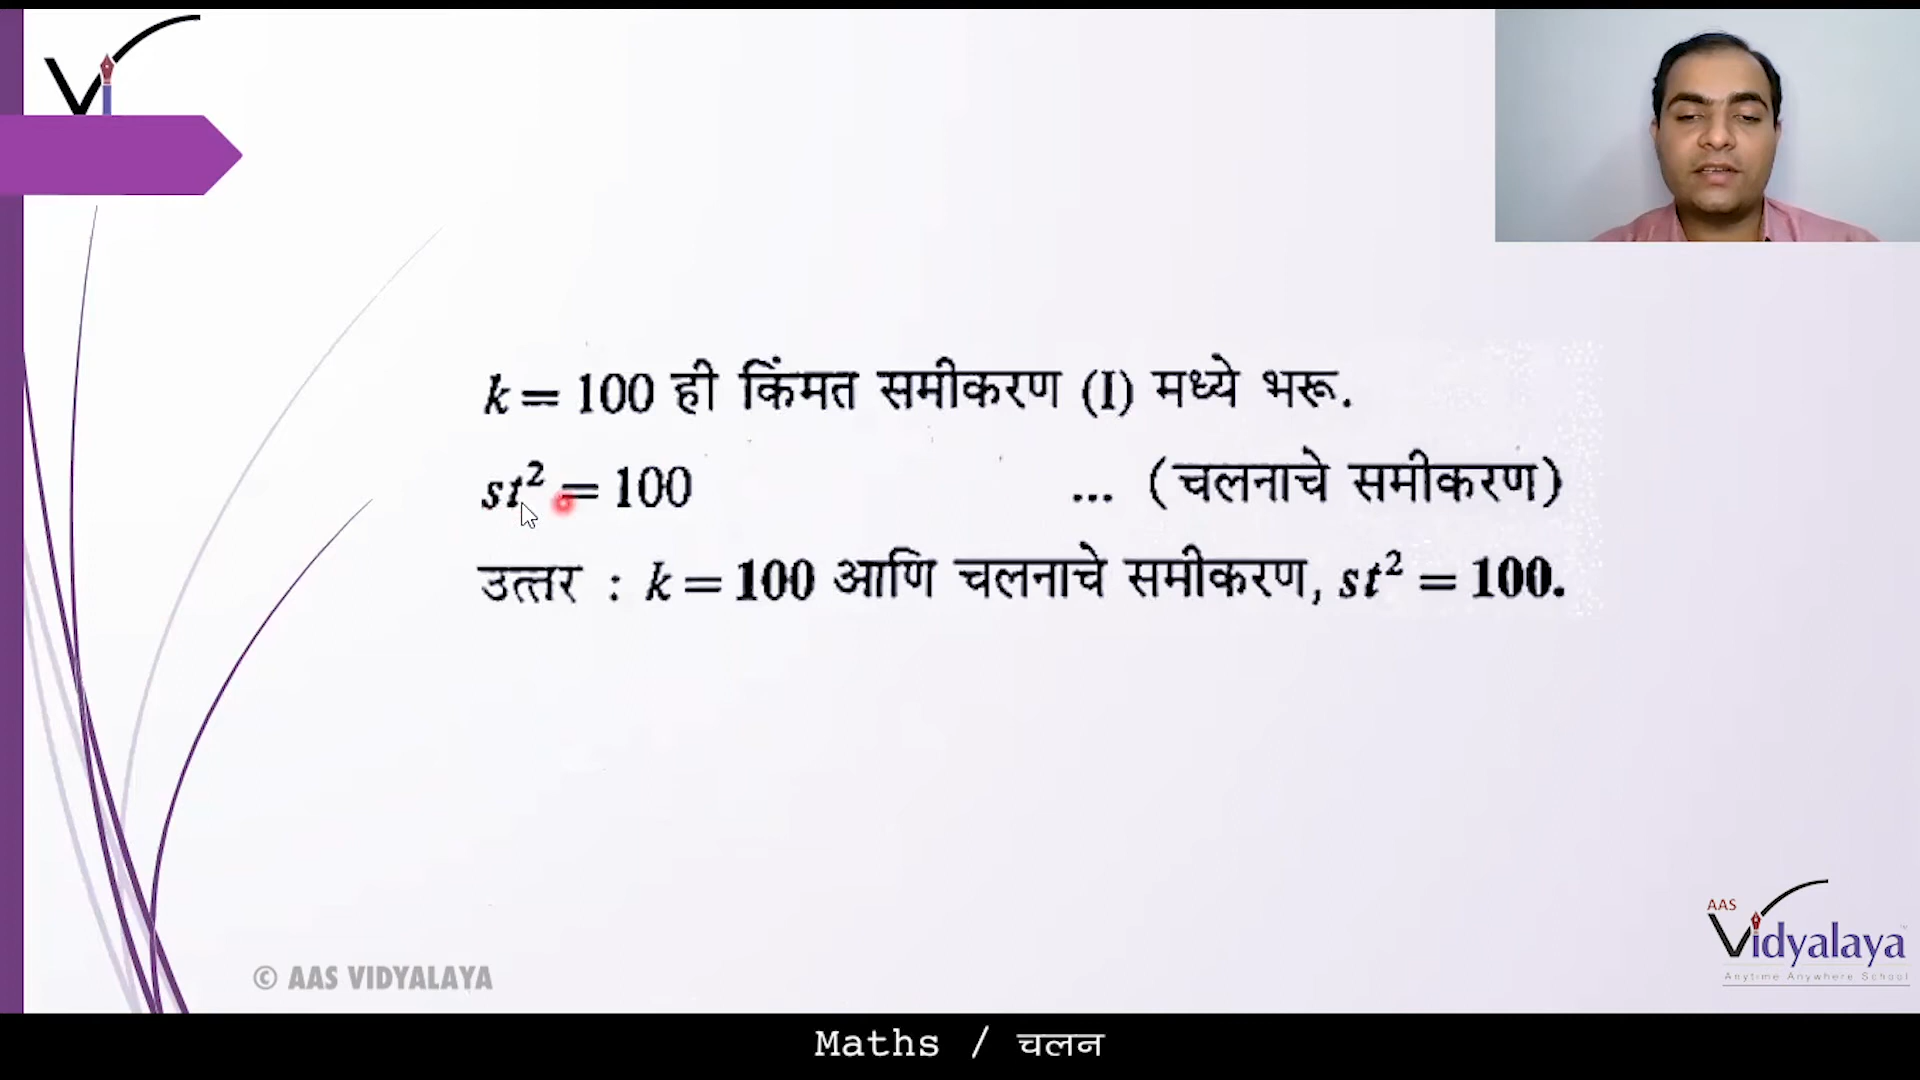 k = 100 ही किंमत समीकरण (I) मध्ये भरू.
st² = 100 ... (चलनाचे समीकरण)
उत्तर : k = 100 आणि चलनाचे समीकरण, st² = 100.
© AAS VIDYALAYA
AAS
Vidyalaya
Anytime Anywhere School
Maths / चलन